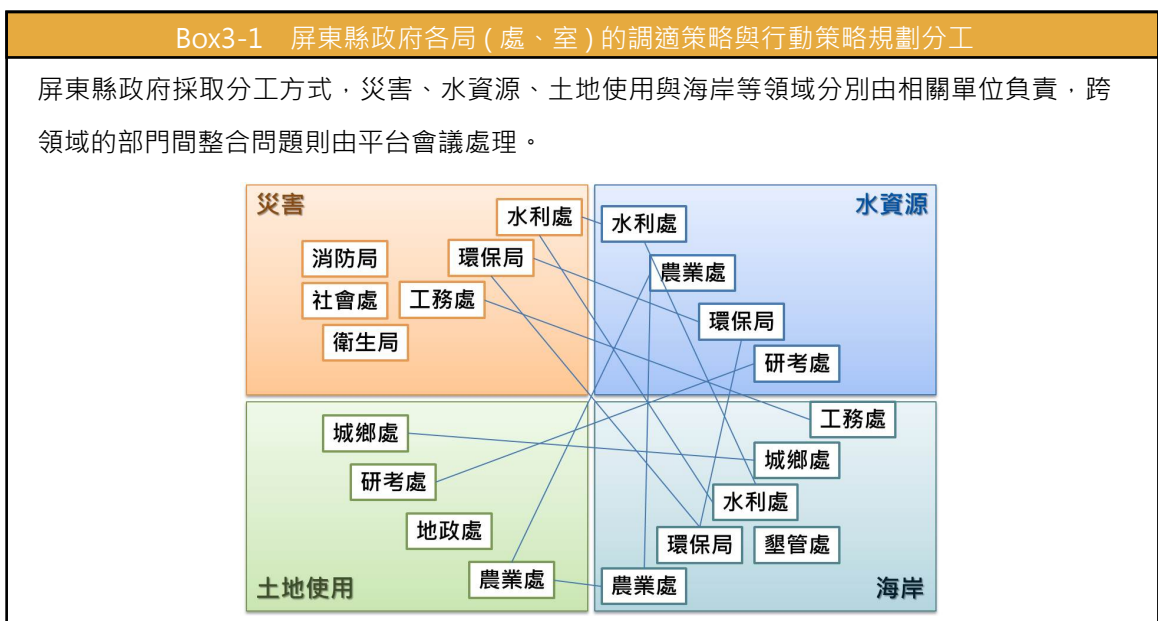 Box3-1 屏東縣政府各局(處、室)的調適策略與行動策略規劃分工
屏東縣政府採取分工方式，災害、水資源、土地使用與海岸等領域分別由相關單位負責，跨
領域的部門間整合問題則由平台會議處理。
災害
水利處
消防局
環保局
社會處
工務處
衛生局
水資源
水利處
農業處
環保局
研考處
土地使用
城鄉處
研考處
地政處
農業處
海岸
工務處
城鄉處
水利處
環保局
墾管處
農業處